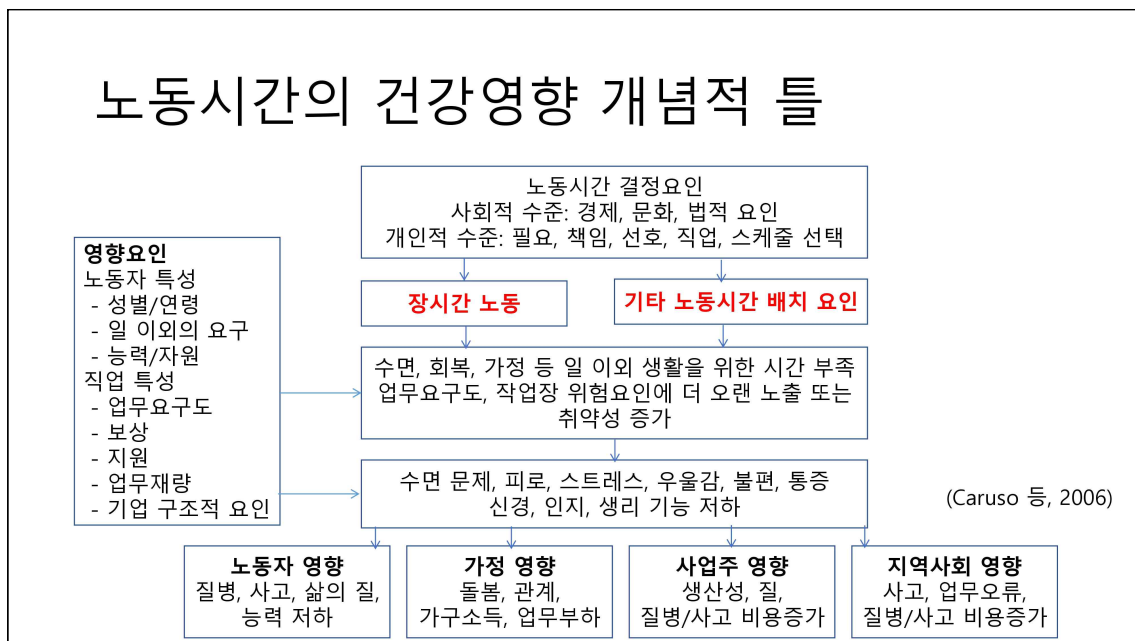 노동시간의 건강영향 개념적 틀
노동시간 결정요인
사회적 수준: 경제, 문화, 법적 요인
개인적 수준: 필요, 책임, 선호, 직업, 스케줄 선택
영향요인
노동자 특성
- 성별/연령
- 일 이외의 요구
- 능력/자원
직업 특성
- 업무요구도
- 보상
- 지원
- 업무재량
- 기업 구조적 요인
장시간 노동
기타 노동시간 배치 요인
수면, 회복, 가정 등 일 이외 생활을 위한 시간 부족
업무요구도, 작업장 위험요인에 더 오랜 노출 또는
취약성 증가
수면 문제, 피로, 스트레스, 우울감, 불편, 통증
신경, 인지, 생리 기능 저하
(Caruso 등, 2006)
노동자 영향
질병, 사고, 삶의 질,
능력 저하
가정 영향
돌봄, 관계,
가구소득, 업무부하
사업주 영향
생산성, 질,
질병/사고 비용증가
지역사회 영향
사고, 업무오류,
질병/사고 비용증가